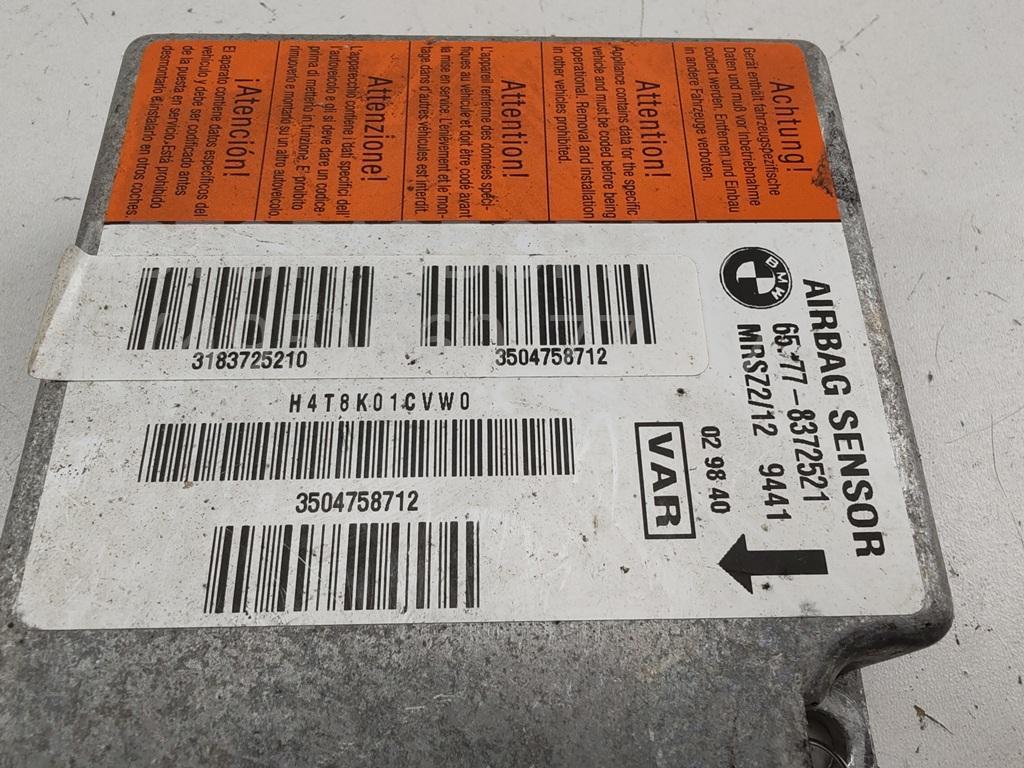 Achtung!
Gerät enthält fahrzeugspezifische
Daten und muß vor Inbetriebnahme
codiert werden. Entfernen und Einbau
in andere Fahrzeuge verboten.
Attention!
Appliance contains data for the specific
vehicle and must be coded before being
operational. Removal and installation
in other vehicles prohibited.
Attention!
L'appareil renferme des données spéci-
fiques au véhicule et doit être codé avant
la mise en service. L'enlèvement et le mon-
tage dans d'autres véhicules est interdit.
Attenzione!
L'apparecchio contiene i dati specifici dell'
autoveicolo e gli si deve dare un codice
prima di metterlo in funzione. E' proibito
rimuoverlo e montarlo su un altro autoveicolo.
¡Atención!
El aparato contiene datos específicos del
vehículo y debe ser codificado antes
de la puesta en servicio. Está prohibido
desmontarlo e instalarlo en otros coches.
BMW
AIRBAG SENSOR
65.77-8372521
MRSZ2/12 9441
02 98 40
VAR
3183725210
3504758712
H4T8K01CVW0
3504758712